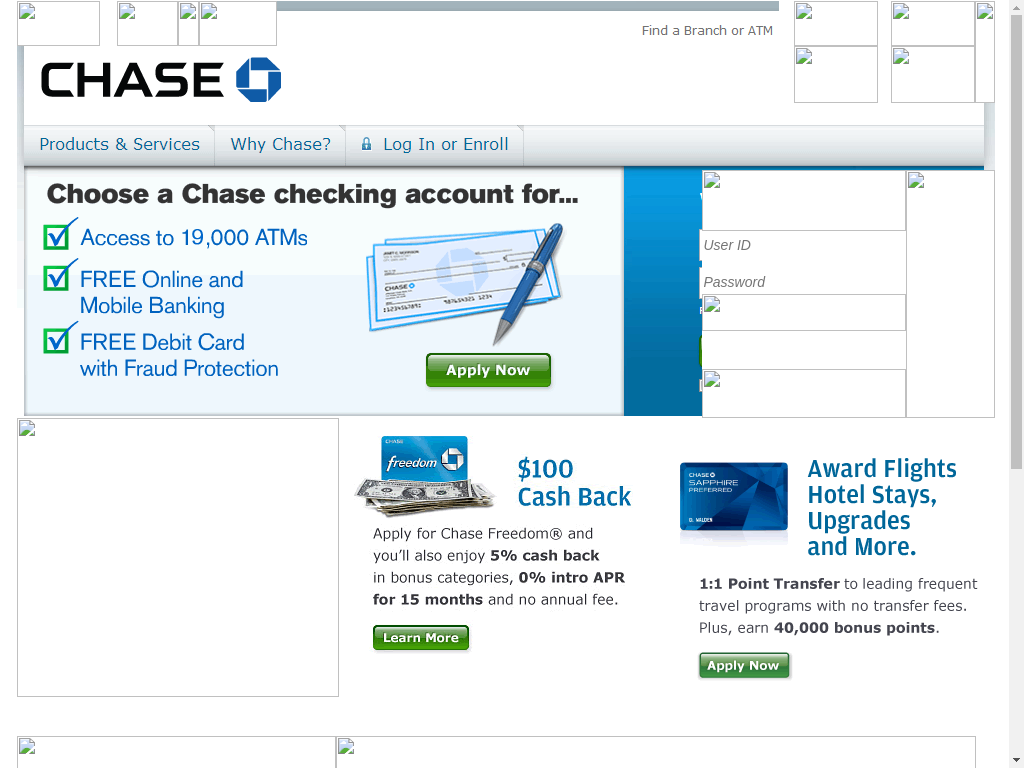 Find a Branch or ATM
CHASE
Products & Services
Why Chase?
Log In or Enroll
Choose a Chase checking account for...
Access to 19,000 ATMs
FREE Online and
Mobile Banking
FREE Debit Card
with Fraud Protection
CHASE
Apply Now
User ID
Password
CHASE
freedom
$100
Cash Back
Apply for Chase Freedom® and
you’ll also enjoy 5% cash back
in bonus categories, 0% intro APR
for 15 months and no annual fee.
Learn More
CHASE
SAPPHIRE
PREFERRED
D. WALDEN
Award Flights
Hotel Stays,
Upgrades
and More.
1:1 Point Transfer to leading frequent
travel programs with no transfer fees.
Plus, earn 40,000 bonus points.
Apply Now